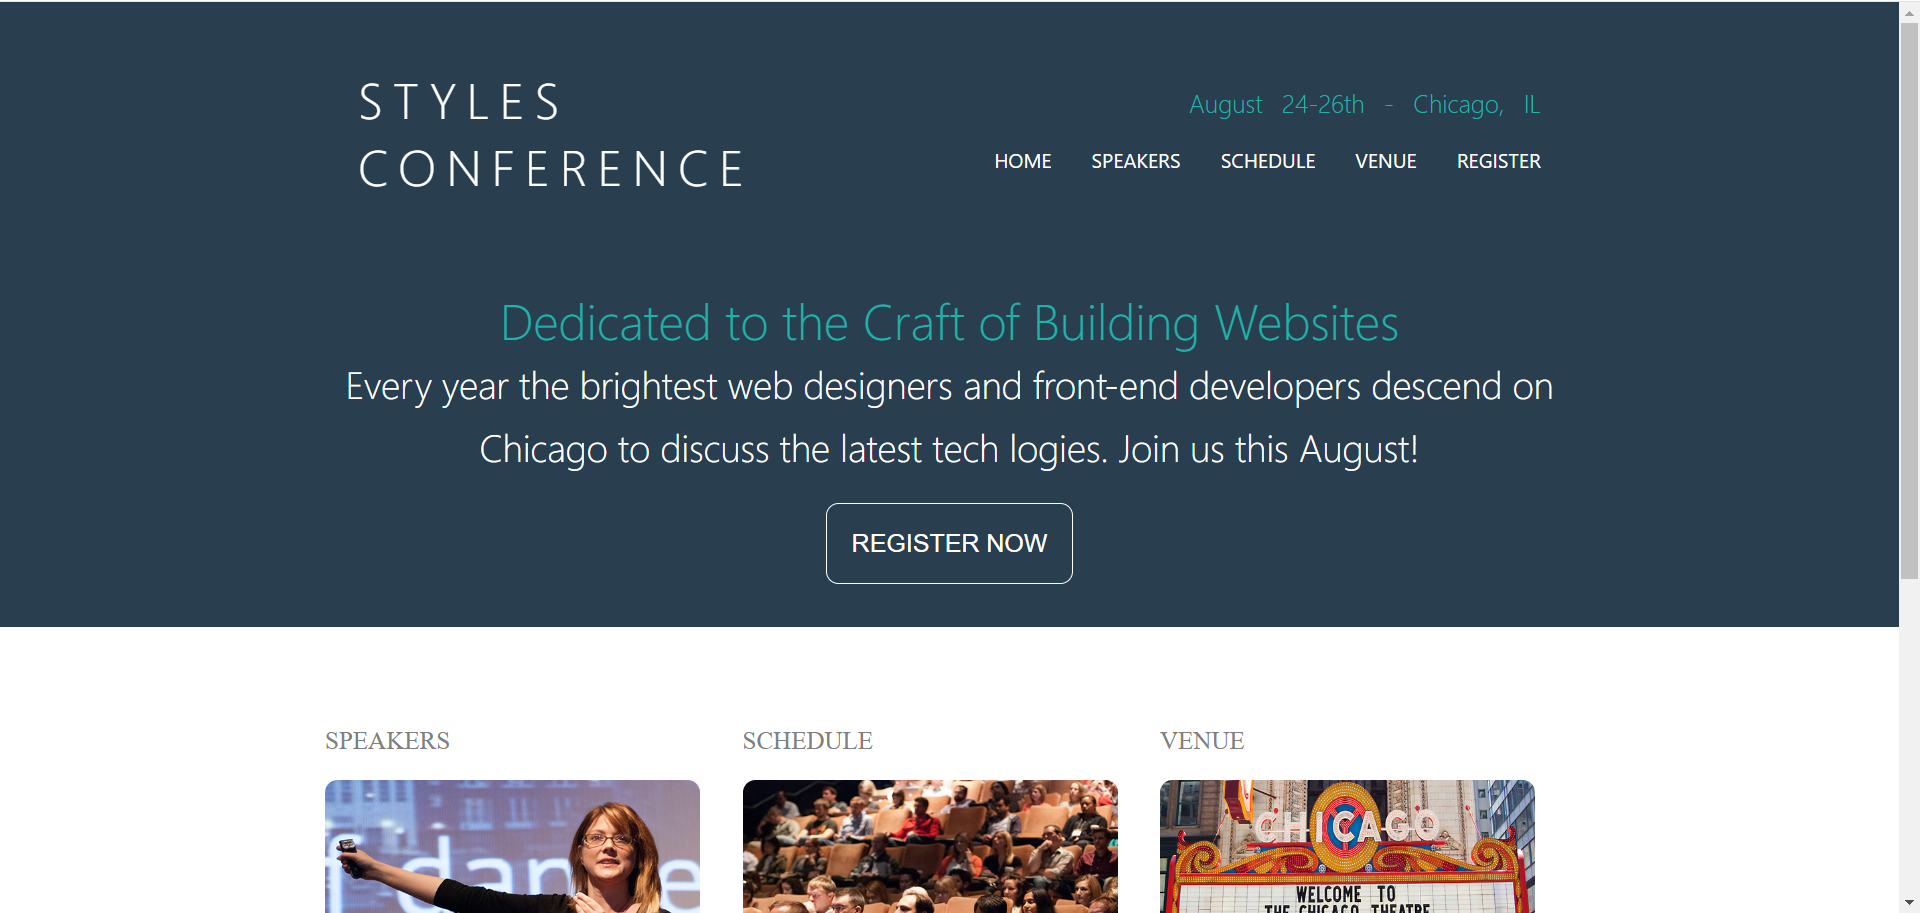 STYLES
CONFERENCE
August 24-26th - Chicago, IL
HOME SPEAKERS SCHEDULE VENUE REGISTER
Dedicated to the Craft of Building Websites
Every year the brightest web designers and front-end developers descend on
Chicago to discuss the latest tech logies. Join us this August!
REGISTER NOW
SPEAKERS SCHEDULE VENUE
f dance
CHICAGO
WELCOME TO
THE CHICAGO THEATRE